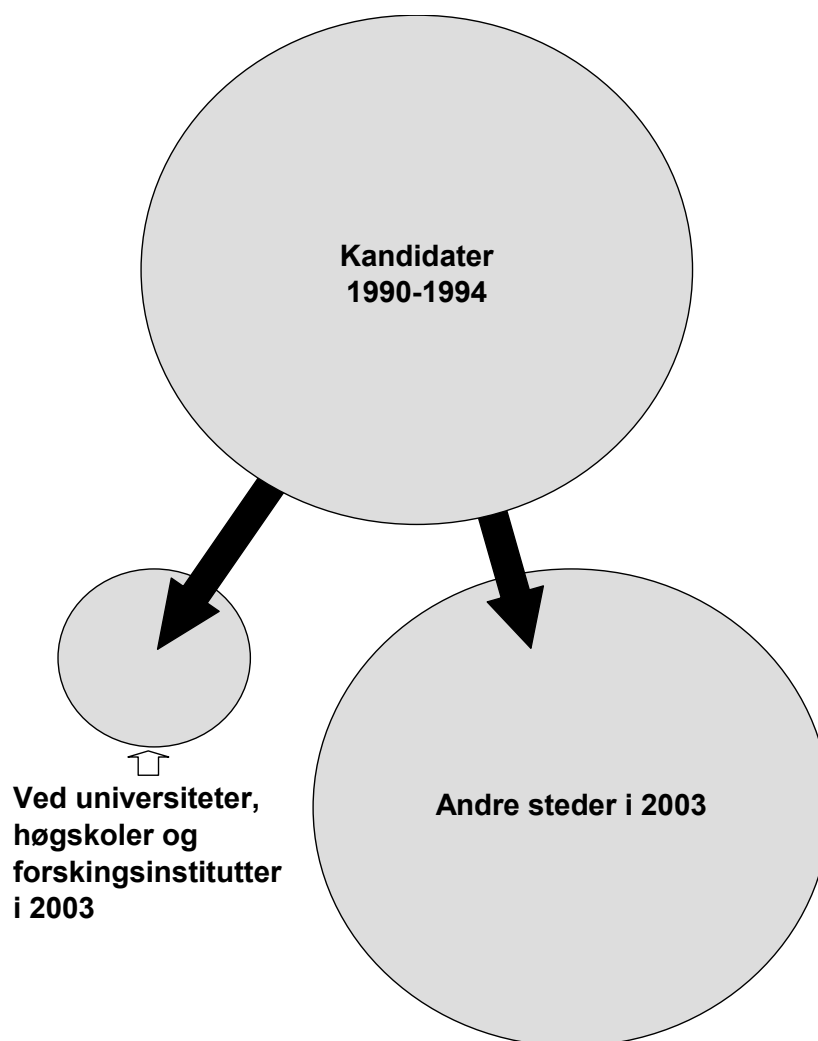 Kandidater
1990-1994
Ved universiteter,
høgskoler og
forskingsinstitutter
i 2003
Andre steder i 2003